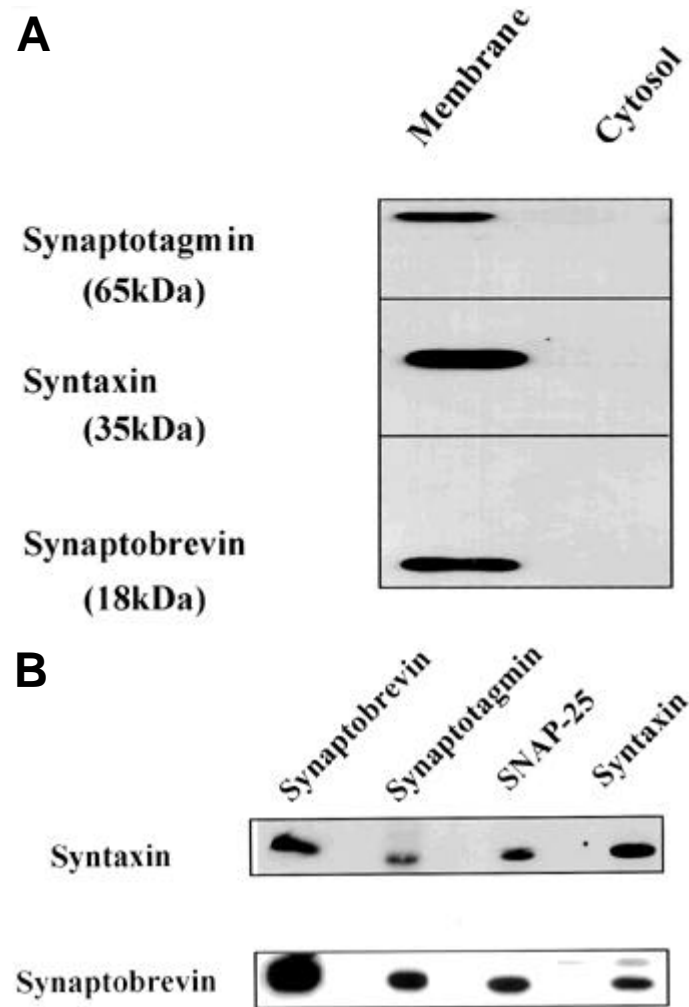 A
Membrane
Cytosol
Synaptotagmin
(65kDa)
Syntaxin
(35kDa)
Synaptobrevin
(18kDa)
B
Synaptobrevin
Synaptotagmin
SNAP-25
Syntaxin
Syntaxin
Synaptobrevin